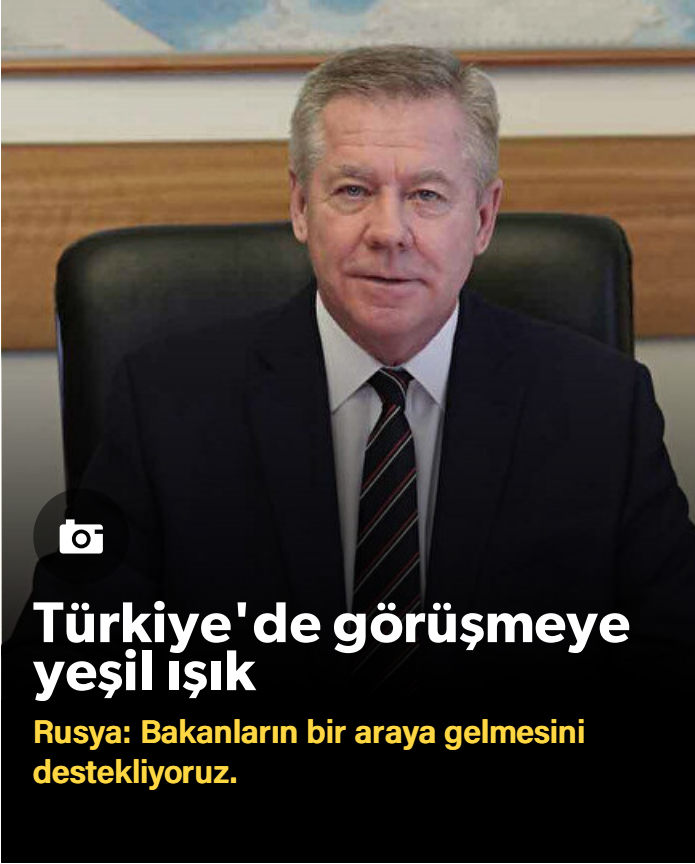 Türkiye'de görüşmeye
yeşil ışık
Rusya: Bakanların bir araya gelmesini
destekliyoruz.